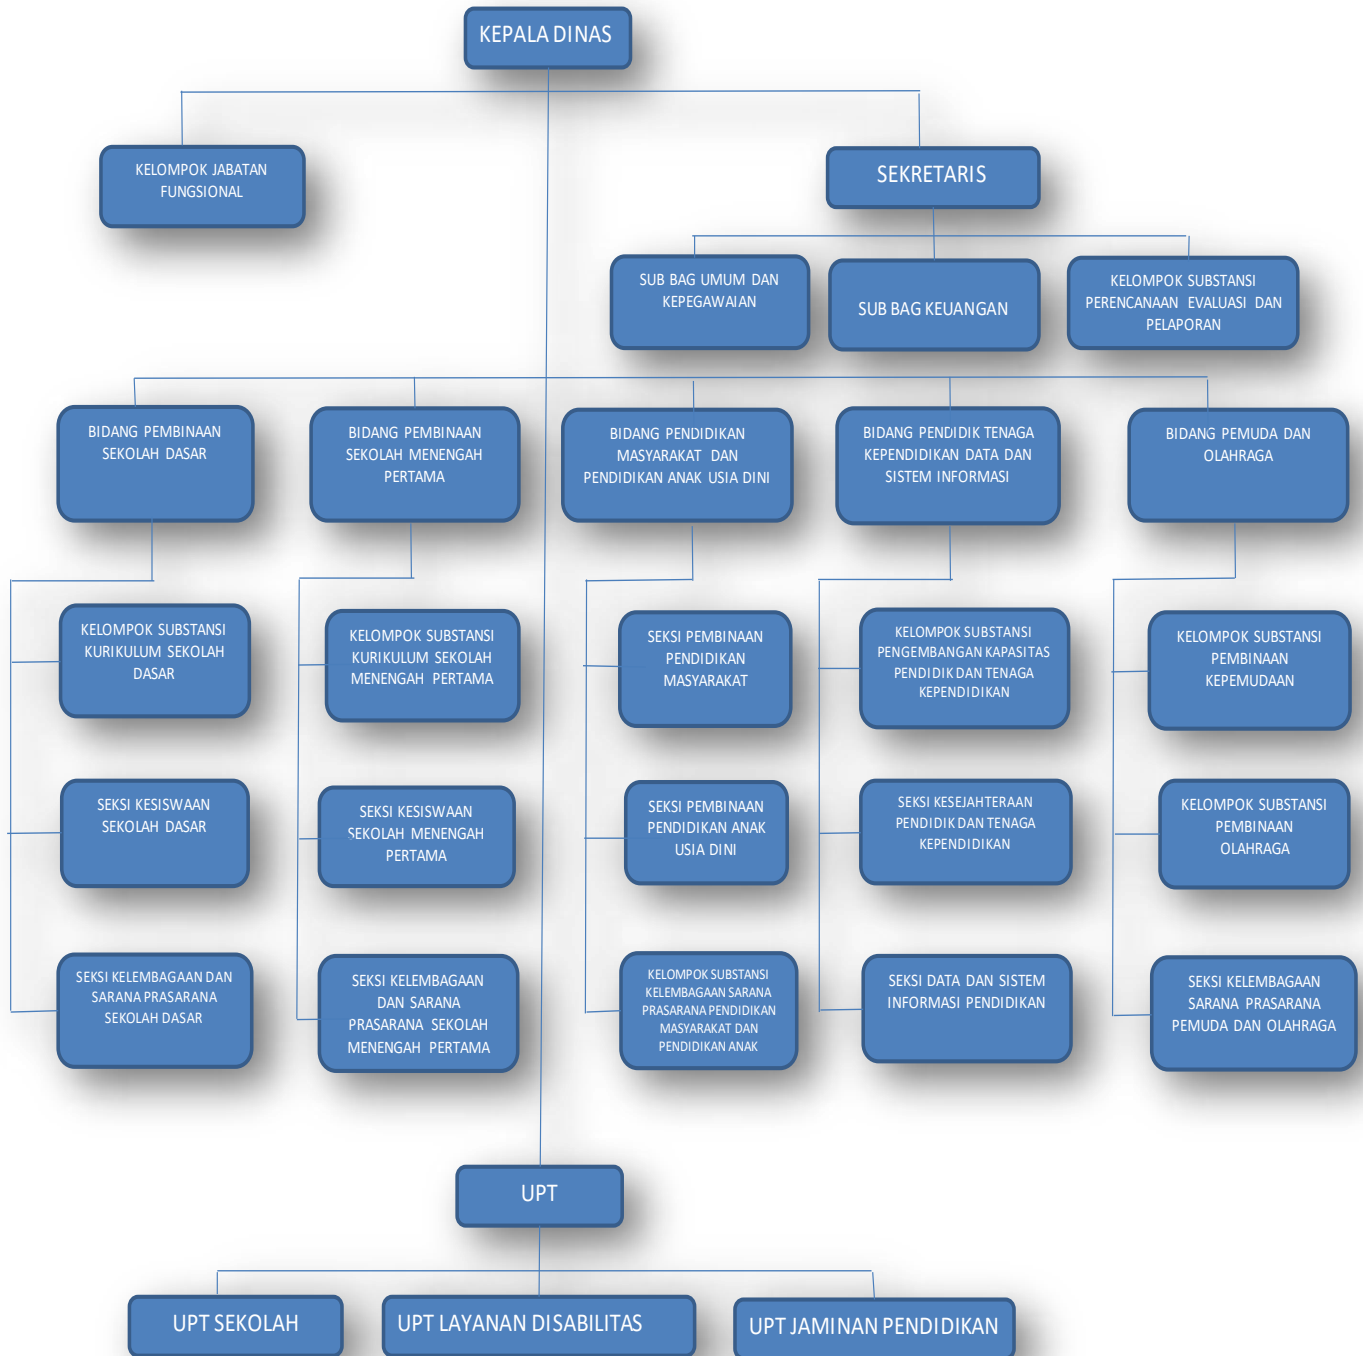 KEPALA DINAS
KELOMPOK JABATAN
FUNGSIONAL
SEKRETARIS
SUB BAG UMUM DAN
KEPEGAWAIAN
SUB BAG KEUANGAN
KELOMPOK SUBSTANSI
PERENCANAAN EVALUASI DAN
PELAPORAN
BIDANG PEMBINAAN
SEKOLAH DASAR
BIDANG PEMBINAAN
SEKOLAH MENENGAH
PERTAMA
BIDANG PENDIDIKAN
MASYARAKAT DAN
PENDIDIKAN ANAK USIA DINI
BIDANG PENDIDIK TENAGA
KEPENDIDIKAN DATA DAN
SISTEM INFORMASI
BIDANG PEMUDA DAN
OLAHRAGA
KELOMPOK SUBSTANSI
KURIKULUM SEKOLAH
DASAR
KELOMPOK SUBSTANSI
KURIKULUM SEKOLAH
MENENGAH PERTAMA
SEKSI PEMBINAAN
PENDIDIKAN
MASYARAKAT
KELOMPOK SUBSTANSI
PENGEMBANGAN KAPASITAS
PENDIDIK DAN TENAGA
KEPENDIDIKAN
KELOMPOK SUBSTANSI
PEMBINAAN
KEPEMUDAAN
SEKSI KESISWAAN
SEKOLAH DASAR
SEKSI KESISWAAN
SEKOLAH MENENGAH
PERTAMA
SEKSI PEMBINAAN
PENDIDIKAN ANAK
USIA DINI
SEKSI KESEJAHTERAAN
PENDIDIK DAN TENAGA
KEPENDIDIKAN
KELOMPOK SUBSTANSI
PEMBINAAN
OLAHRAGA
SEKSI KELEMBAGAAN DAN
SARANA PRASARANA
SEKOLAH DASAR
SEKSI KELEMBAGAAN
DAN SARANA
PRASARANA SEKOLAH
MENENGAH PERTAMA
KELOMPOK SUBSTANSI
KELEMBAGAAN SARANA
PRASARANA PENDIDIKAN
MASYARAKAT DAN
PENDIDIKAN ANAK
SEKSI DATA DAN SISTEM
INFORMASI PENDIDIKAN
SEKSI KELEMBAGAAN
SARANA PRASARANA
PEMUDA DAN OLAHRAGA
UPT
UPT SEKOLAH
UPT LAYANAN DISABILITAS
UPT JAMINAN PENDIDIKAN